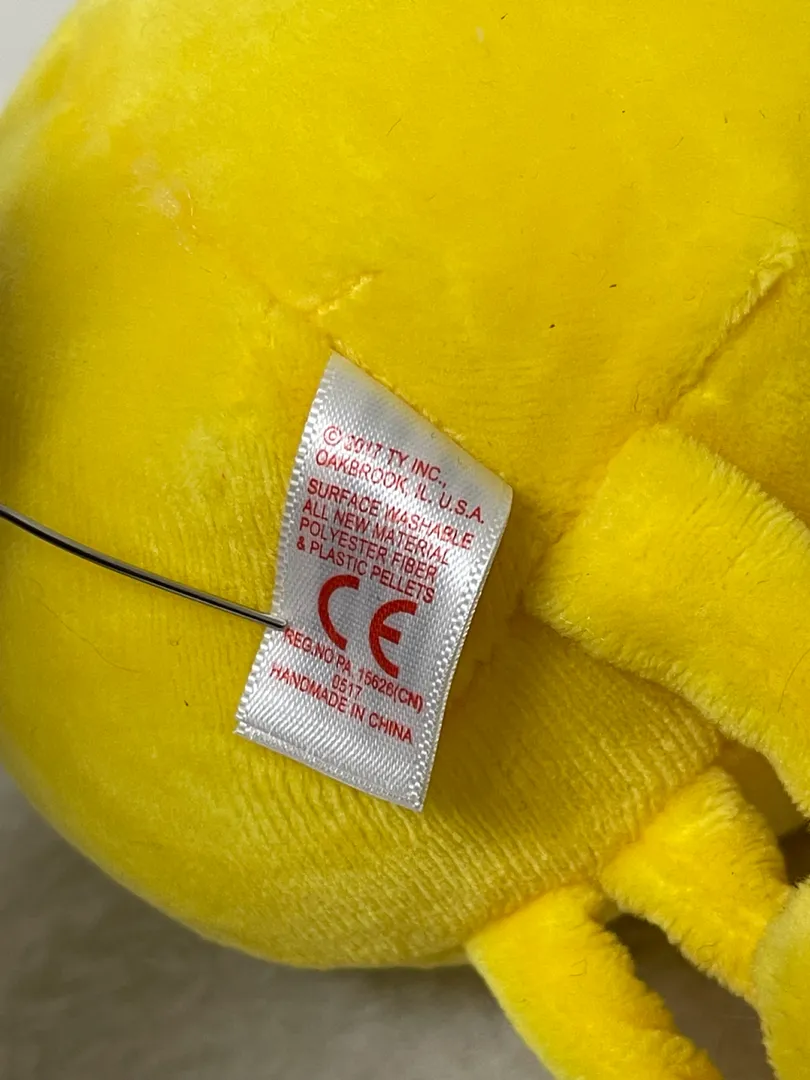 © 2017 TY INC.,
OAKBROOK, IL. U.S.A.
SURFACE WASHABLE
ALL NEW MATERIAL
POLYESTER FIBER
& PLASTIC PELLETS
CE
REG.NO PA. 15626(CN)
0517
HANDMADE IN CHINA